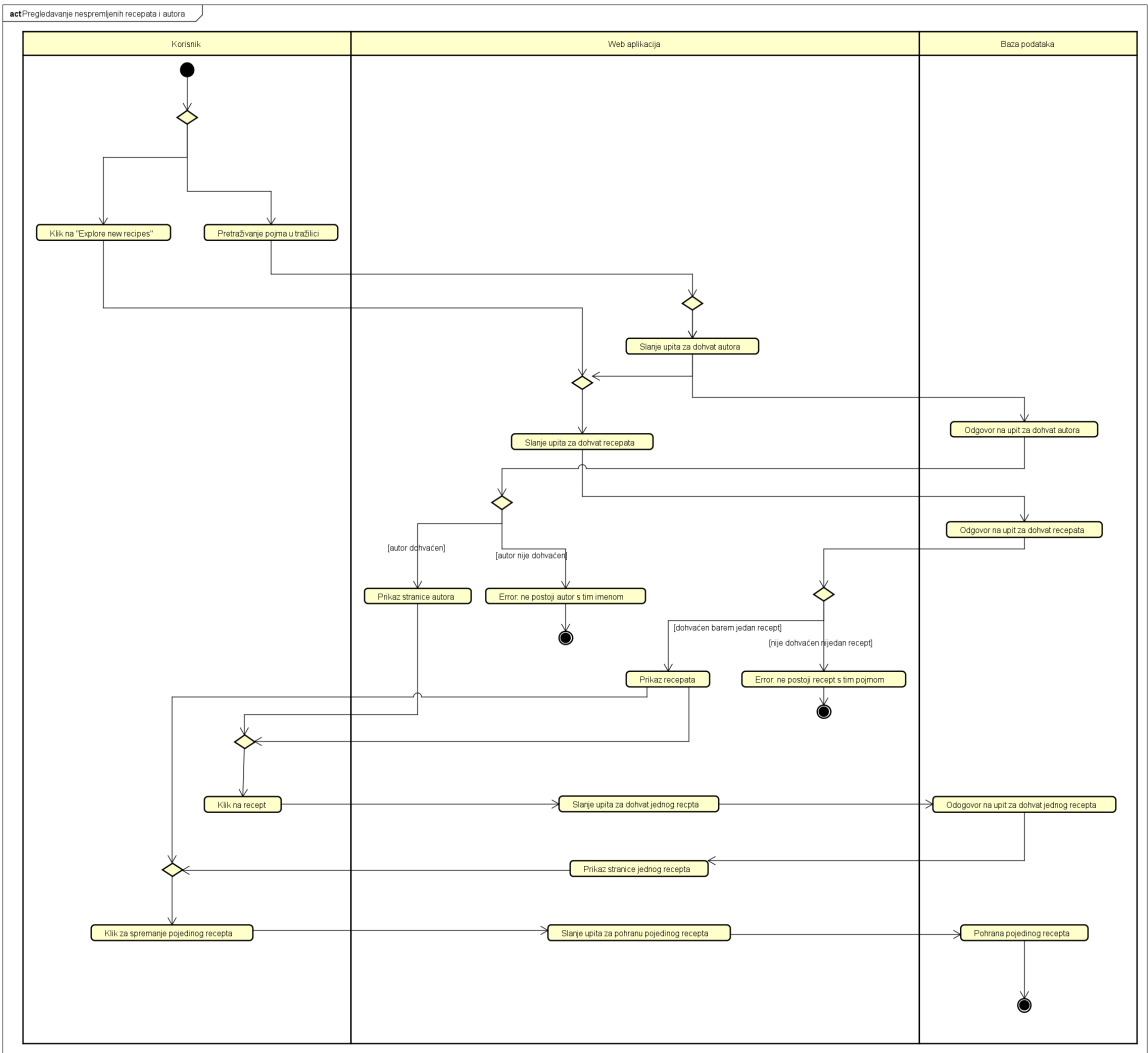 act Pregledavanje nespremljenih recepata i autora
Korisnik
Web aplikacija
Baza podataka
Klik na "Explore new recipes"
Pretraživanje pojma u tražilici
Slanje upita za dohvat autora
Odgovor na upit za dohvat autora
Slanje upita za dohvat recepata
Odgovor na upit za dohvat recepata
[autor dohvaćen]
[autor nije dohvaćen]
Prikaz stranice autora
Error: ne postoji autor s tim imenom
[dohvaćen barem jedan recept]
[nije dohvaćen nijedan recept]
Prikaz recepata
Error: ne postoji recept s tim pojmom
Klik na recept
Slanje upita za dohvat jednog recpta
Odogovor na upit za dohvat jednog recepta
Prikaz stranice jednog recepta
Klik za spremanje pojedinog recepta
Slanje upita za pohranu pojedinog recepta
Pohrana pojedinog recepta